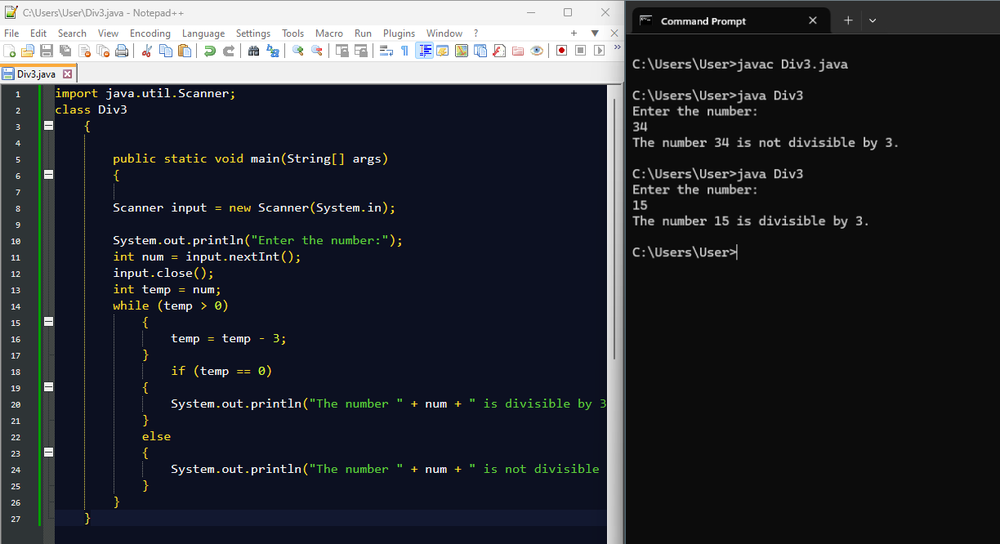 C:\Users\User\Div3.java - Notepad++
File Edit Search View Encoding Language Settings Tools Macro Run Plugins Window ?
Div3.java
1 import java.util.Scanner;
2 class Div3
3 {
4
5 public static void main(String[] args)
6 {
7
8 Scanner input = new Scanner(System.in);
9
10 System.out.println("Enter the number:");
11 int num = input.nextInt();
12 input.close();
13 int temp = num;
14 while (temp > 0)
15 {
16 temp = temp - 3;
17 }
18 if (temp == 0)
19 {
20 System.out.println("The number " + num + " is divisible by 3
21 }
22 else
23 {
24 System.out.println("The number " + num + " is not divisible
25 }
26 }
27 }
Command Prompt
C:\Users\User>javac Div3.java
C:\Users\User>java Div3
Enter the number:
34
The number 34 is not divisible by 3.
C:\Users\User>java Div3
Enter the number:
15
The number 15 is divisible by 3.
C:\Users\User>